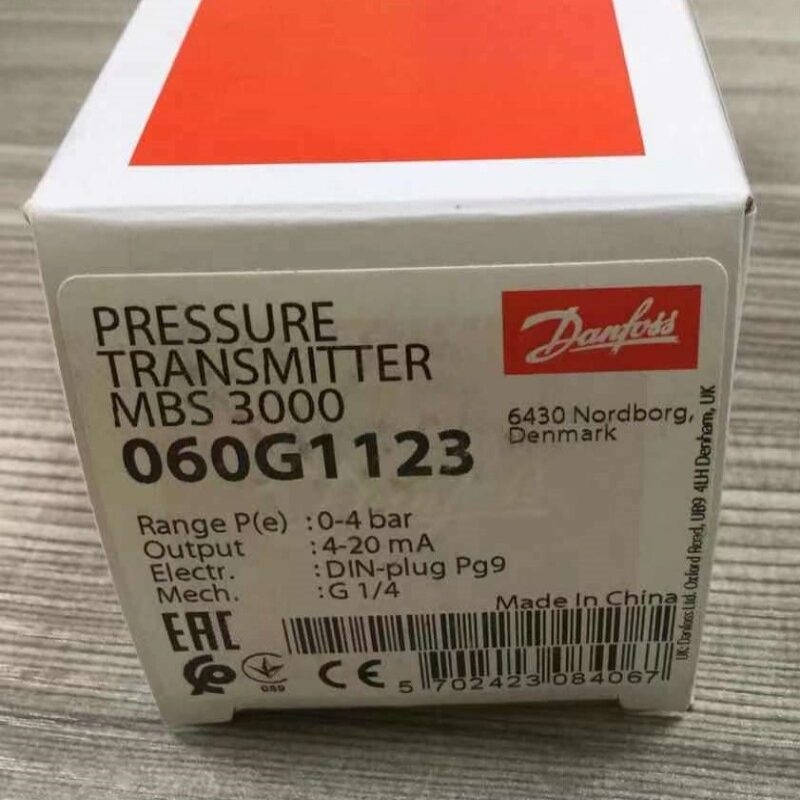 PRESSURE
TRANSMITTER
MBS 3000
060G1123
Danfoss
6430 Nordborg,
Denmark
Range P(e) : 0-4 bar
Output : 4-20 mA
Electr. : DIN-plug Pg9
Mech. : G 1/4
Made In China
EAC
089
CE
5 702423 084067
UK: Danfoss Ltd. Oxford Road, UB9 4LH Denham, UK